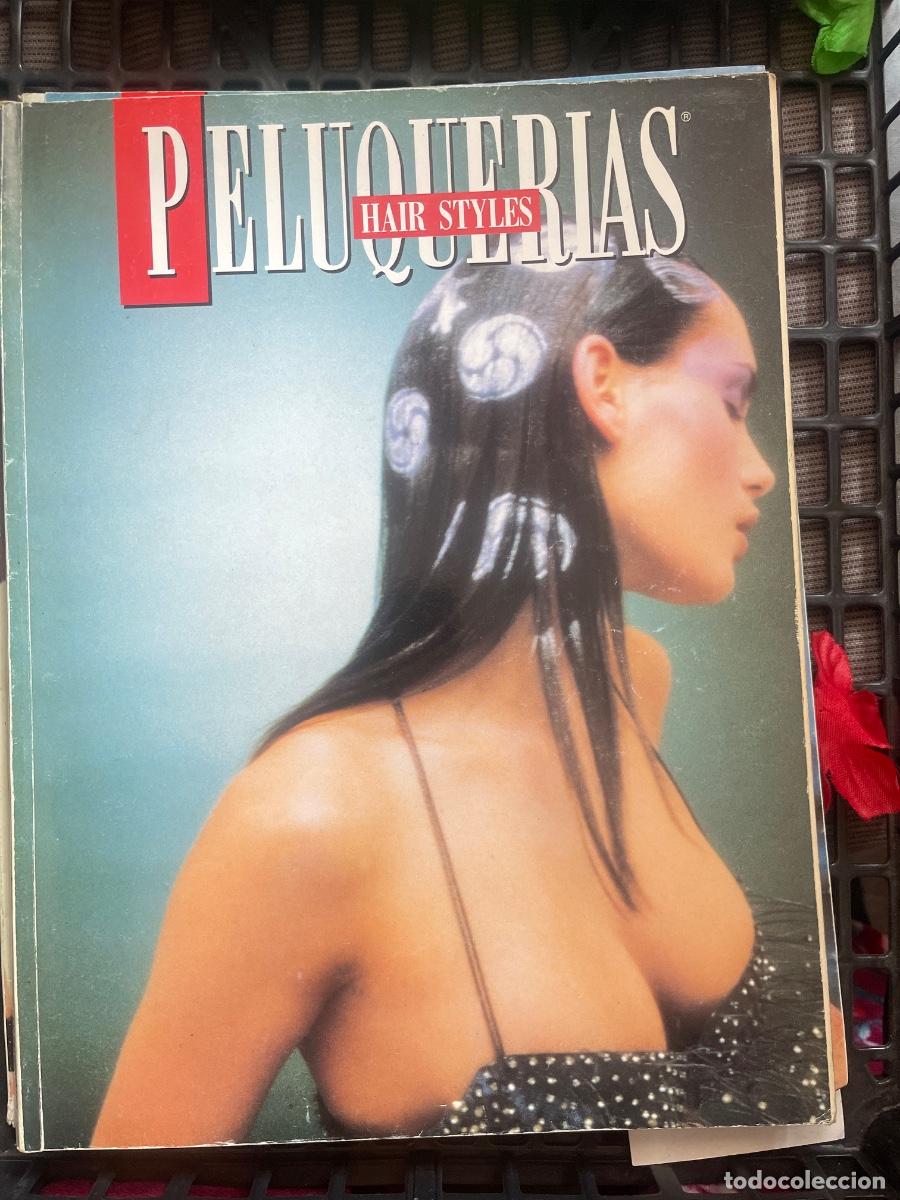 PELUQUERIAS®
HAIR STYLES
todocoleccion